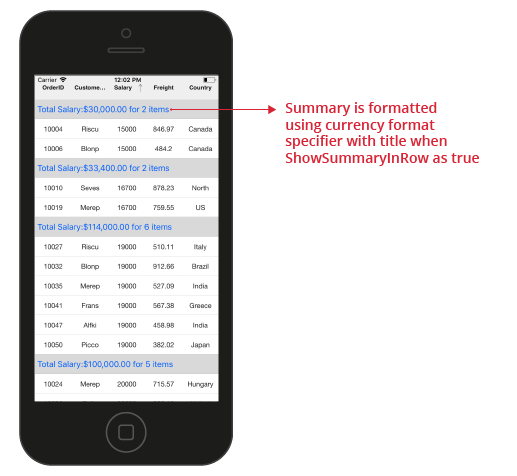 Carrier 12:02 PM
OrderID Custome... Salary ↑ Freight Country
Total Salary:$30,000.00 for 2 items
10004 Riscu 15000 846.97 Canada
10006 Blonp 15000 484.2 Canada
Total Salary:$33,400.00 for 2 items
10010 Seves 16700 878.23 North
10019 Merep 16700 759.55 US
Total Salary:$114,000.00 for 6 items
10027 Riscu 19000 510.11 Italy
10032 Blonp 19000 912.66 Brazil
10035 Merep 19000 527.09 India
10041 Frans 19000 567.38 Greece
10047 Alfki 19000 458.98 India
10050 Picco 19000 382.02 Japan
Total Salary:$100,000.00 for 5 items
10024 Merep 20000 715.57 Hungary
Summary is formatted
using currency format
specifier with title when
ShowSummaryInRow as true